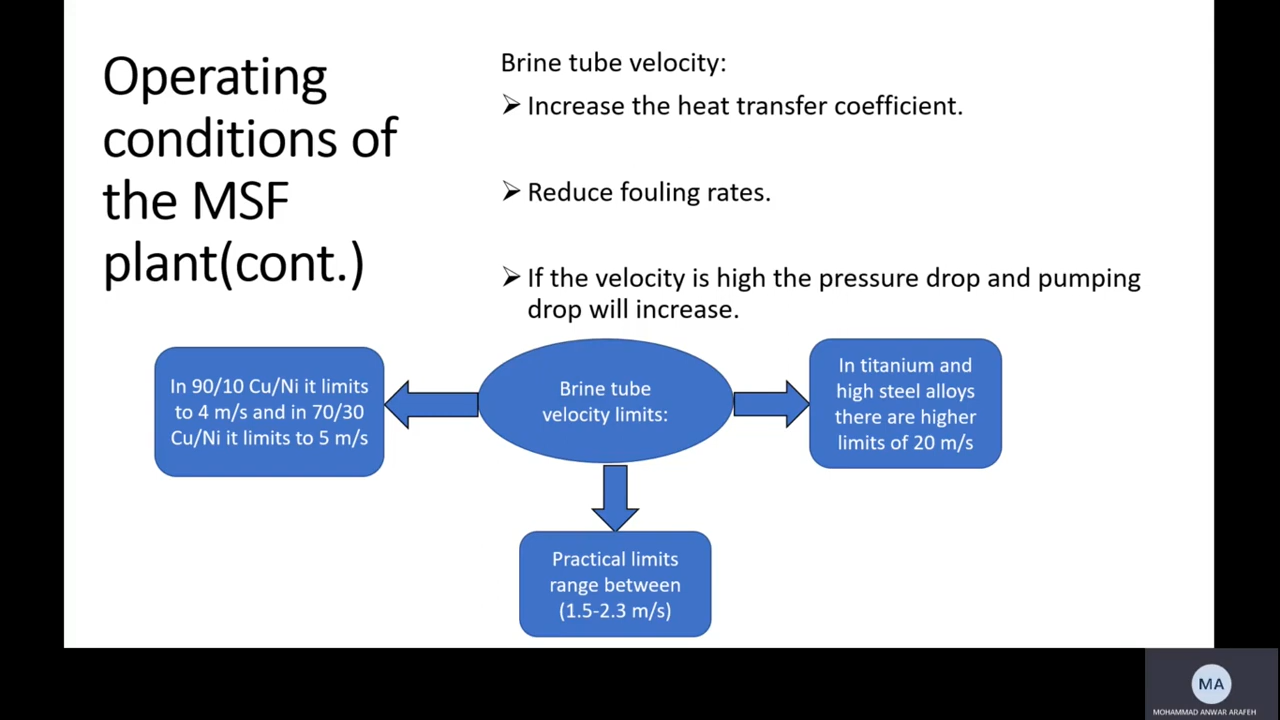 Operating
conditions of
the MSF
plant(cont.)
Brine tube velocity:
➢ Increase the heat transfer coefficient.
➢ Reduce fouling rates.
➢ If the velocity is high the pressure drop and pumping
drop will increase.
In 90/10 Cu/Ni it limits
to 4 m/s and in 70/30
Cu/Ni it limits to 5 m/s
Brine tube
velocity limits:
In titanium and
high steel alloys
there are higher
limits of 20 m/s
Practical limits
range between
(1.5-2.3 m/s)
MA
MOHAMMAD ANWAR ARAFEH